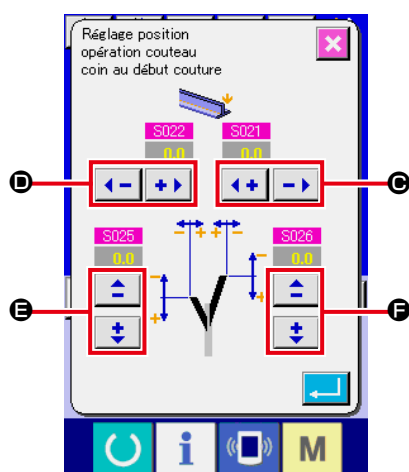 Réglage position
opération couteau
coin au début couture
S022 S021
0.0 0.0
D C
S025 S026
0.0 0.0
E F
i M